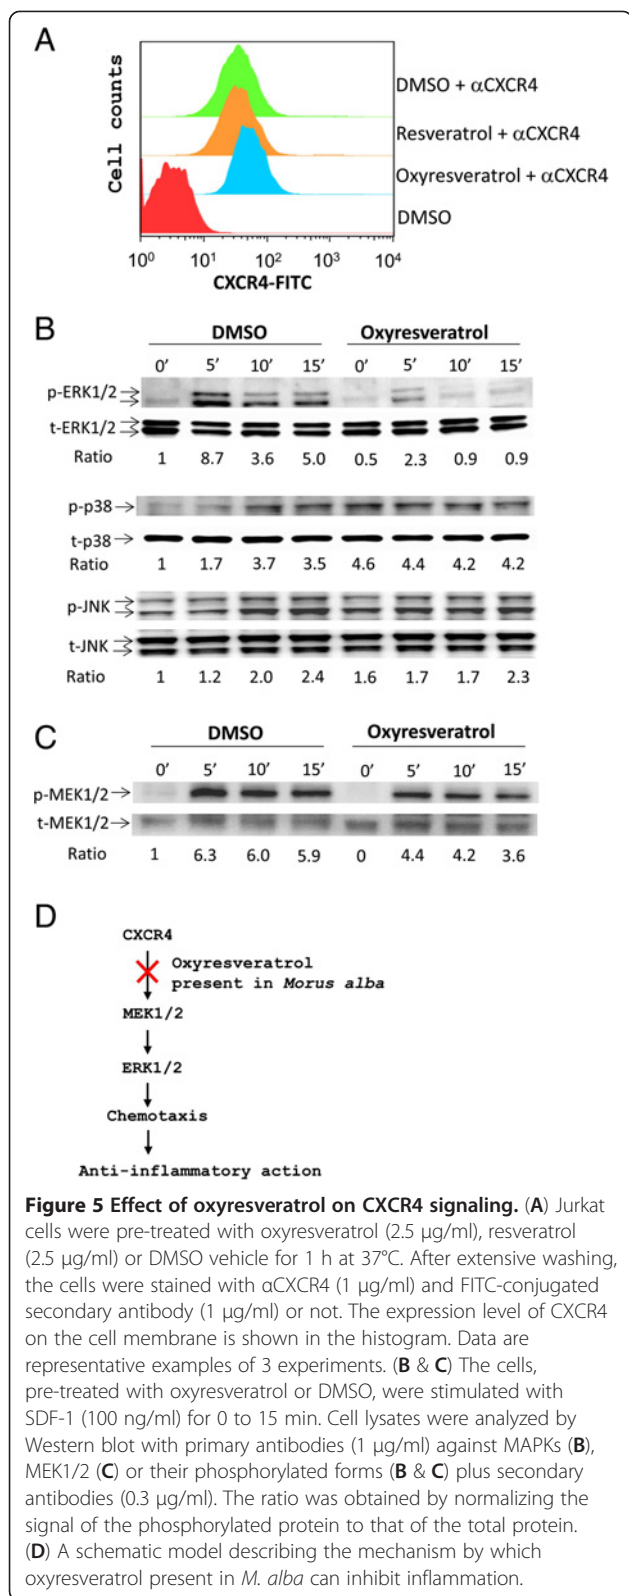 A
Cell counts
DMSO + αCXCR4
Resveratrol + αCXCR4
Oxyresveratrol + αCXCR4
DMSO
10⁰ 10¹ 10² 10³ 10⁴
CXCR4-FITC
B
DMSO Oxyresveratrol
0′ 5′ 10′ 15′ 0′ 5′ 10′ 15′
p-ERK1/2
t-ERK1/2
Ratio 1 8.7 3.6 5.0 0.5 2.3 0.9 0.9
p-p38
t-p38
Ratio 1 1.7 3.7 3.5 4.6 4.4 4.2 4.2
p-JNK
t-JNK
Ratio 1 1.2 2.0 2.4 1.6 1.7 1.7 2.3
C
DMSO Oxyresveratrol
0′ 5′ 10′ 15′ 0′ 5′ 10′ 15′
p-MEK1/2
t-MEK1/2
Ratio 1 6.3 6.0 5.9 0 4.4 4.2 3.6
D
CXCR4
Oxyresveratrol
present in Morus alba
MEK1/2
ERK1/2
Chemotaxis
Anti-inflammatory action
Figure 5 Effect of oxyresveratrol on CXCR4 signaling. (A) Jurkat
cells were pre-treated with oxyresveratrol (2.5 μg/ml), resveratrol
(2.5 μg/ml) or DMSO vehicle for 1 h at 37°C. After extensive washing,
the cells were stained with αCXCR4 (1 μg/ml) and FITC-conjugated
secondary antibody (1 μg/ml) or not. The expression level of CXCR4
on the cell membrane is shown in the histogram. Data are
representative examples of 3 experiments. (B & C) The cells,
pre-treated with oxyresveratrol or DMSO, were stimulated with
SDF-1 (100 ng/ml) for 0 to 15 min. Cell lysates were analyzed by
Western blot with primary antibodies (1 μg/ml) against MAPKs (B),
MEK1/2 (C) or their phosphorylated forms (B & C) plus secondary
antibodies (0.3 μg/ml). The ratio was obtained by normalizing the
signal of the phosphorylated protein to that of the total protein.
(D) A schematic model describing the mechanism by which
oxyresveratrol present in M. alba can inhibit inflammation.